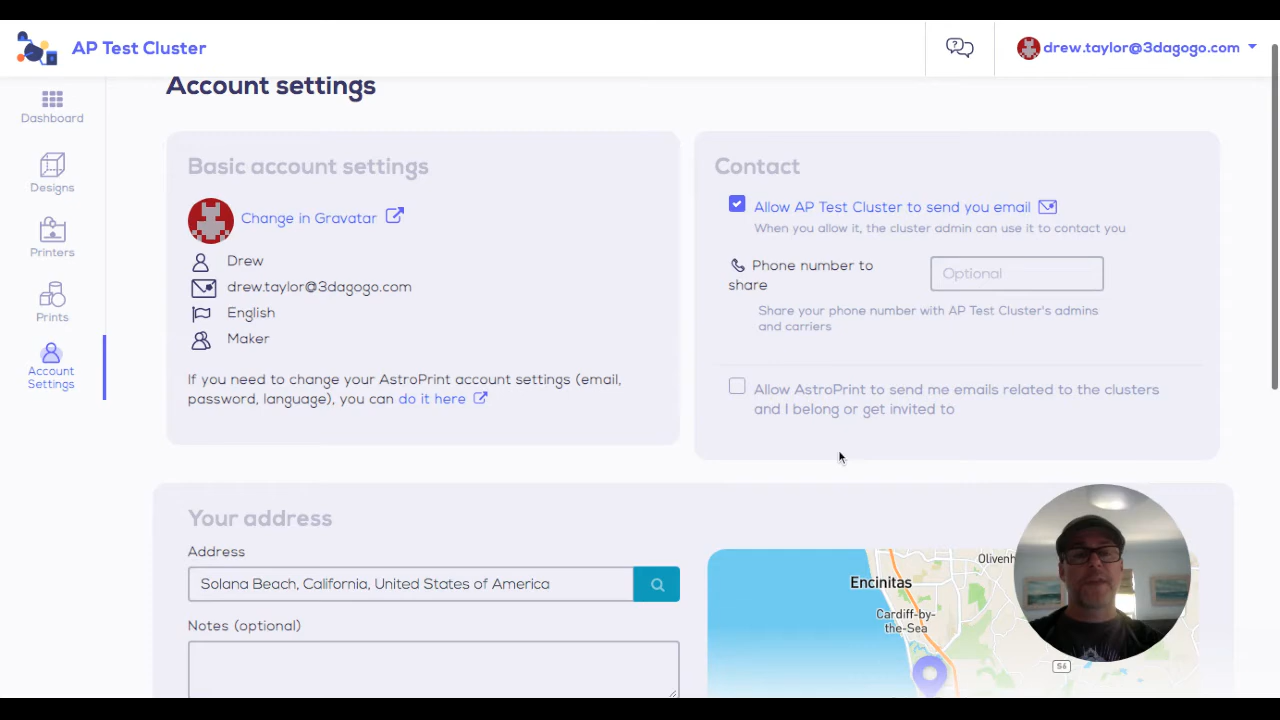 AP Test Cluster
drew.taylor@3dagogo.com
Dashboard
Designs
Printers
Prints
Account
Settings
Account settings
Basic account settings
Change in Gravatar
Drew
drew.taylor@3dagogo.com
English
Maker
If you need to change your AstroPrint account settings (email,
password, language), you can do it here
Contact
Allow AP Test Cluster to send you email
When you allow it, the cluster admin can use it to contact you
Phone number to
share
Optional
Share your phone number with AP Test Cluster's admins
and carriers
Allow AstroPrint to send me emails related to the clusters
and I belong or get invited to
Your address
Address
Solana Beach, California, United States of America
Notes (optional)
Encinitas
Cardiff-by-
the-Sea
Olivenh
S6